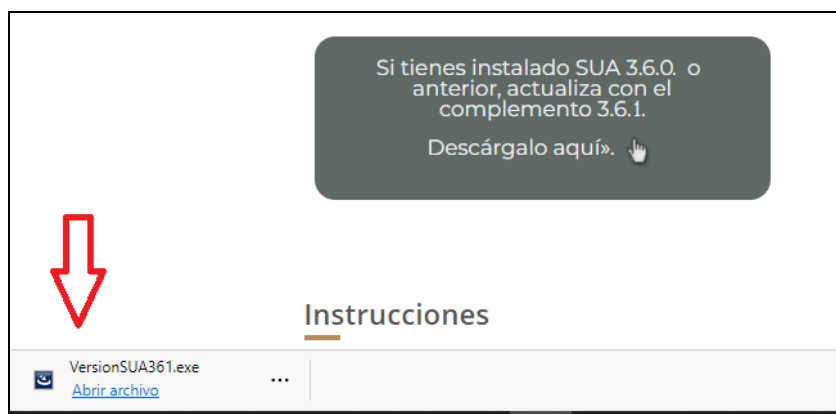 Si tienes instalado SUA 3.6.0. o
anterior, actualiza con el
complemento 3.6.1.
Descárgalo aquí».
Instrucciones
VersionSUA361.exe
Abrir archivo